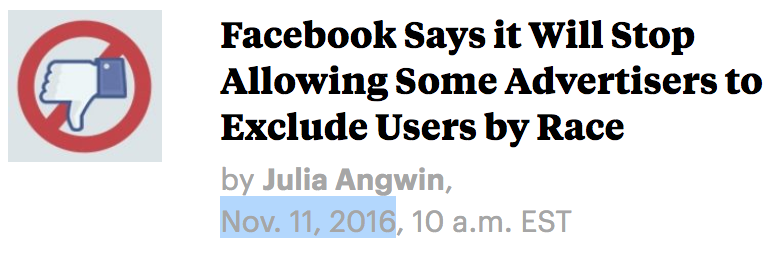 Facebook Says it Will Stop
Allowing Some Advertisers to
Exclude Users by Race
by Julia Angwin,
Nov. 11, 2016, 10 a.m. EST